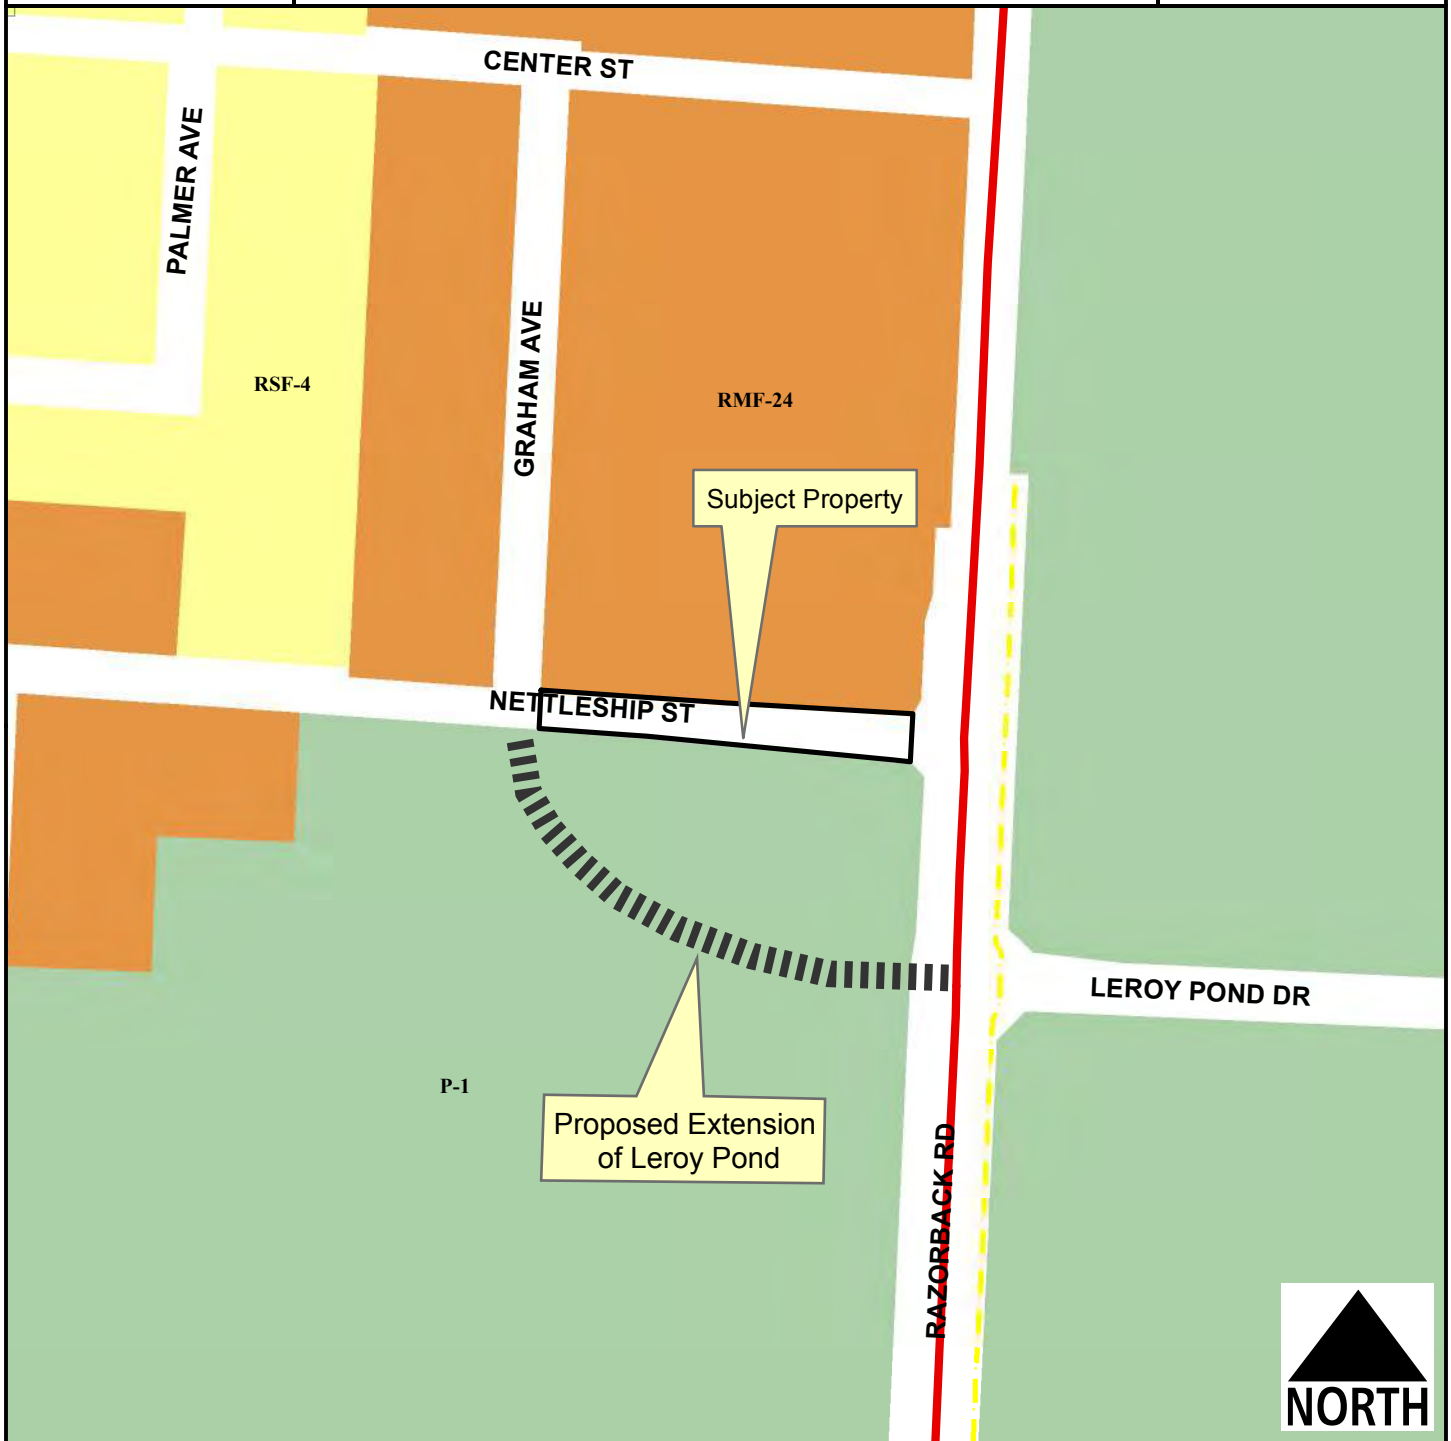 CENTER ST
PALMER AVE
GRAHAM AVE
RSF-4
RMF-24
Subject Property
NETTLESHIP ST
LEROY POND DR
P-1
Proposed Extension
of Leroy Pond
RAZORBACK RD
NORTH